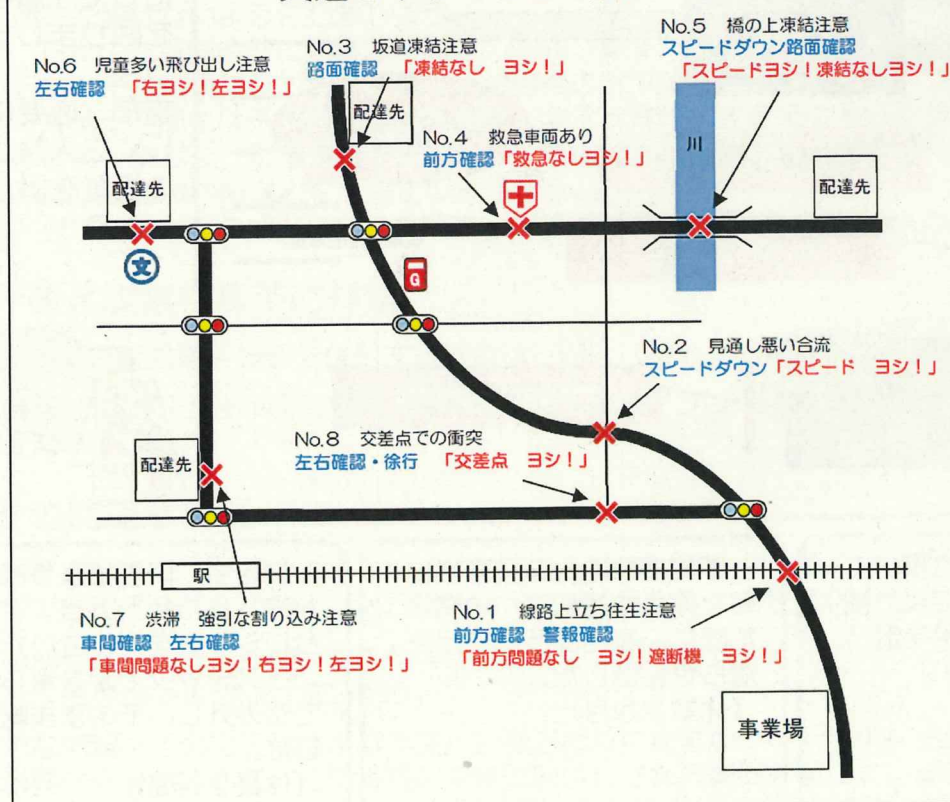 No.5 橋の上凍結注意
スピードダウン路面確認
「スピードヨシ！凍結なしヨシ！」
No.3 坂道凍結注意
路面確認 「凍結なし ヨシ！」
No.6 児童多い飛び出し注意
左右確認 「右ヨシ！左ヨシ！」
配達先
No.4 救急車両あり
前方確認「救急なしヨシ！」
川
配達先
配達先
文
G
No.2 見通し悪い合流
スピードダウン「スピード ヨシ！」
No.8 交差点での衝突
左右確認・徐行 「交差点 ヨシ！」
配達先
駅
No.7 渋滞 強引な割り込み注意
車間確認 左右確認
「車間問題なしヨシ！右ヨシ！左ヨシ！」
No.1 線路上立ち往生注意
前方確認 警報確認
「前方問題なし ヨシ！遮断機 ヨシ！」
事業場